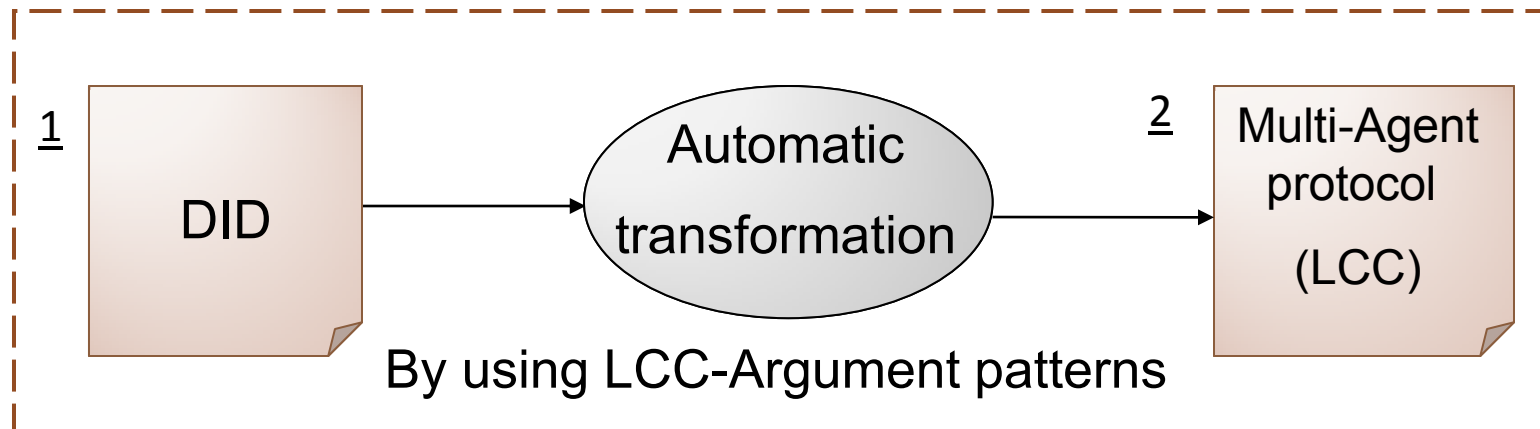 1
DID
Automatic
transformation
2
Multi-Agent
protocol
(LCC)
By using LCC-Argument patterns